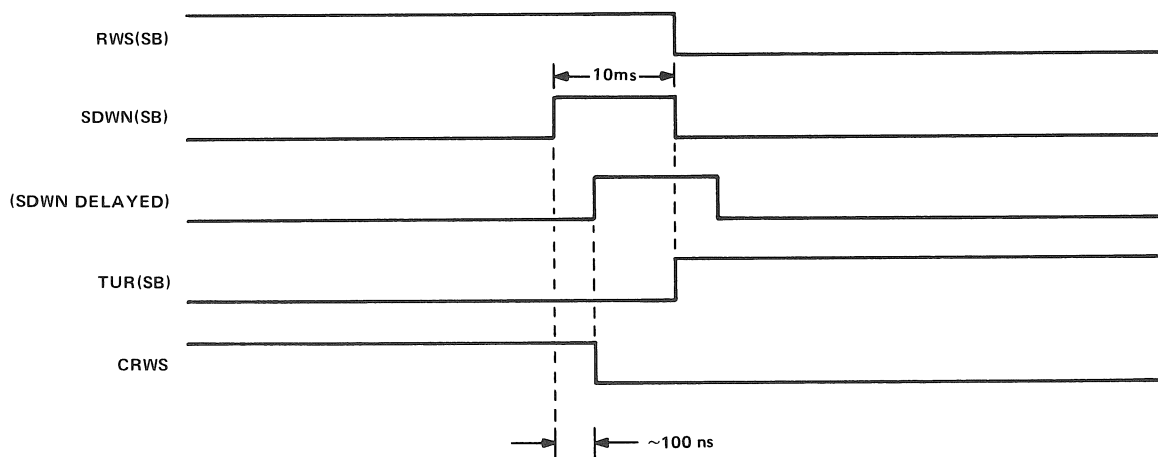 RWS(SB)
10ms
SDWN(SB)
(SDWN DELAYED)
TUR(SB)
CRWS
~100 ns